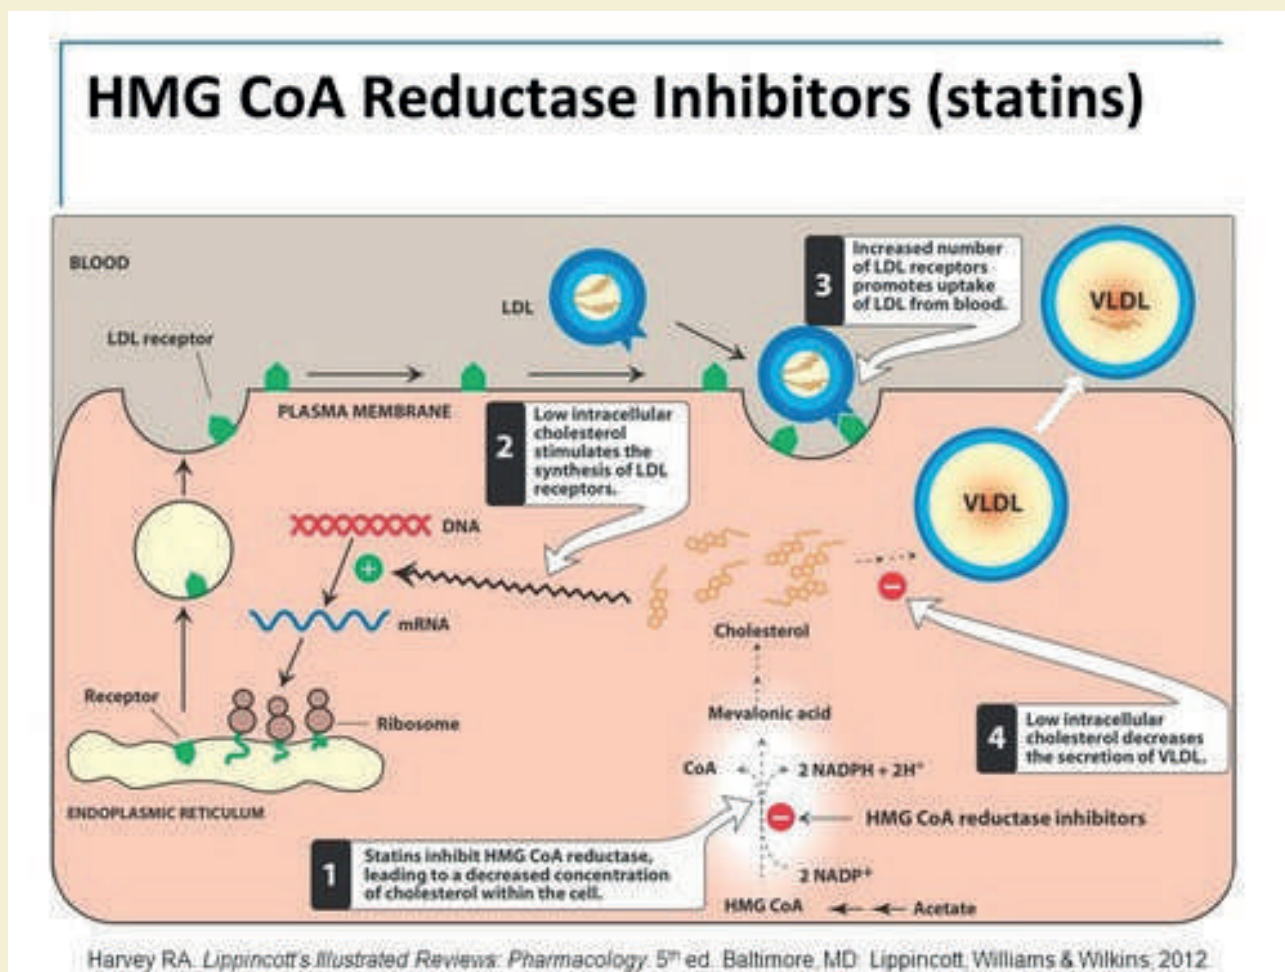 HMG CoA Reductase Inhibitors (statins)
BLOOD
LDL receptor
LDL
3
Increased number
of LDL receptors
promotes uptake
of LDL from blood.
VLDL
PLASMA MEMBRANE
2
Low intracellular
cholesterol
stimulates the
synthesis of LDL
receptors.
VLDL
DNA
+
−
mRNA
Cholesterol
Receptor
Ribosome
Mevalonic acid
4
Low intracellular
cholesterol decreases
the secretion of VLDL.
CoA
2 NADPH + 2H⁺
ENDOPLASMIC RETICULUM
−
HMG CoA reductase inhibitors
1
Statins inhibit HMG CoA reductase,
leading to a decreased concentration
of cholesterol within the cell.
2 NADP⁺
HMG CoA
Acetate
Harvey RA. Lippincott's Illustrated Reviews: Pharmacology. 5th ed. Baltimore, MD: Lippincott, Williams & Wilkins, 2012